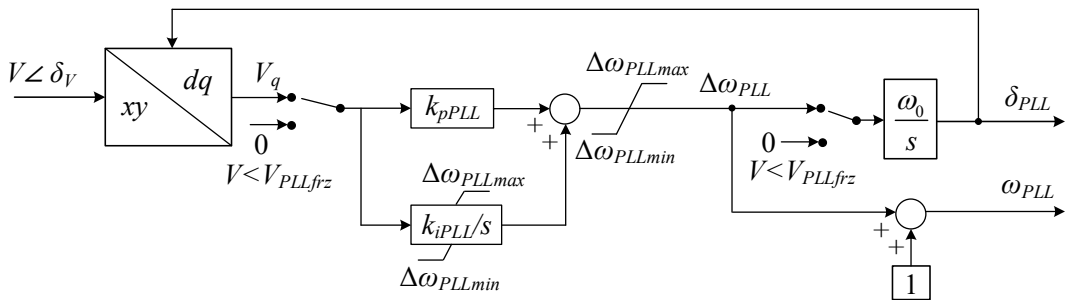 V∠ δ_V
xy
dq
V_q
0
V<V_PLLfrz
k_pPLL
k_iPLL/s
Δω_PLLmax
Δω_PLLmin
+
+
Δω_PLLmax
Δω_PLLmin
Δω_PLL
0
V<V_PLLfrz
ω_0
s
δ_PLL
ω_PLL
+
+
1